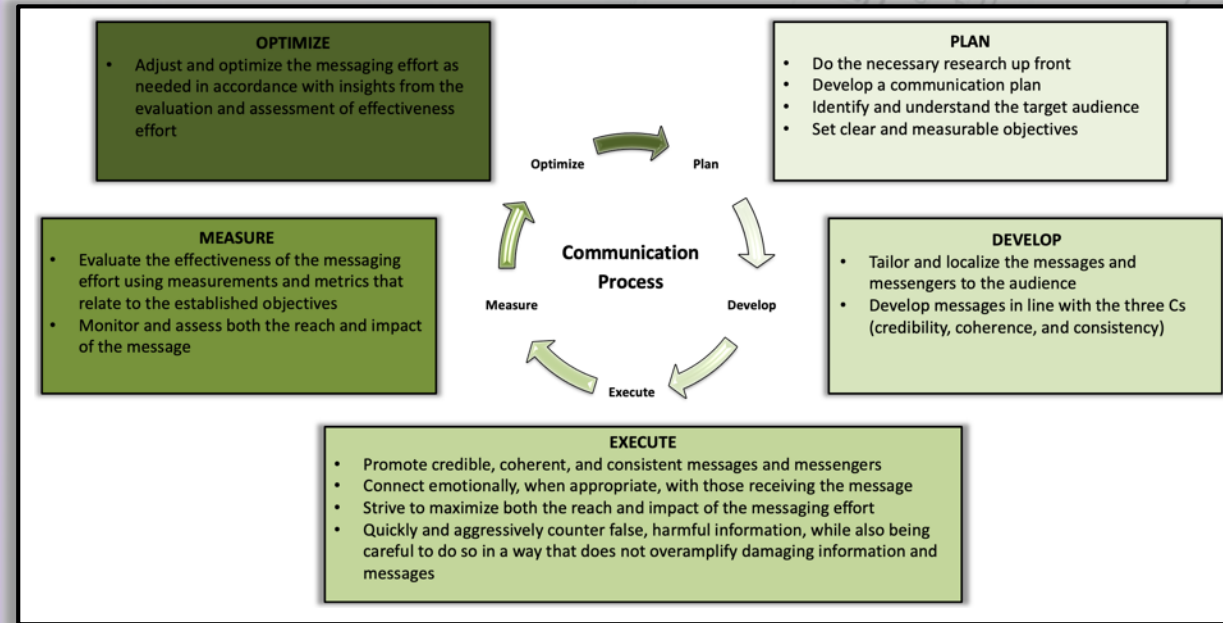 OPTIMIZE
• Adjust and optimize the messaging effort as
needed in accordance with insights from the
evaluation and assessment of effectiveness
effort
PLAN
• Do the necessary research up front
• Develop a communication plan
• Identify and understand the target audience
• Set clear and measurable objectives
Optimize
Plan
MEASURE
• Evaluate the effectiveness of the messaging
effort using measurements and metrics that
relate to the established objectives
• Monitor and assess both the reach and impact
of the message
Communication
Process
DEVELOP
• Tailor and localize the messages and
messengers to the audience
• Develop messages in line with the three Cs
(credibility, coherence, and consistency)
Measure
Develop
Execute
EXECUTE
• Promote credible, coherent, and consistent messages and messengers
• Connect emotionally, when appropriate, with those receiving the message
• Strive to maximize both the reach and impact of the messaging effort
• Quickly and aggressively counter false, harmful information, while also being
careful to do so in a way that does not overamplify damaging information and
messages